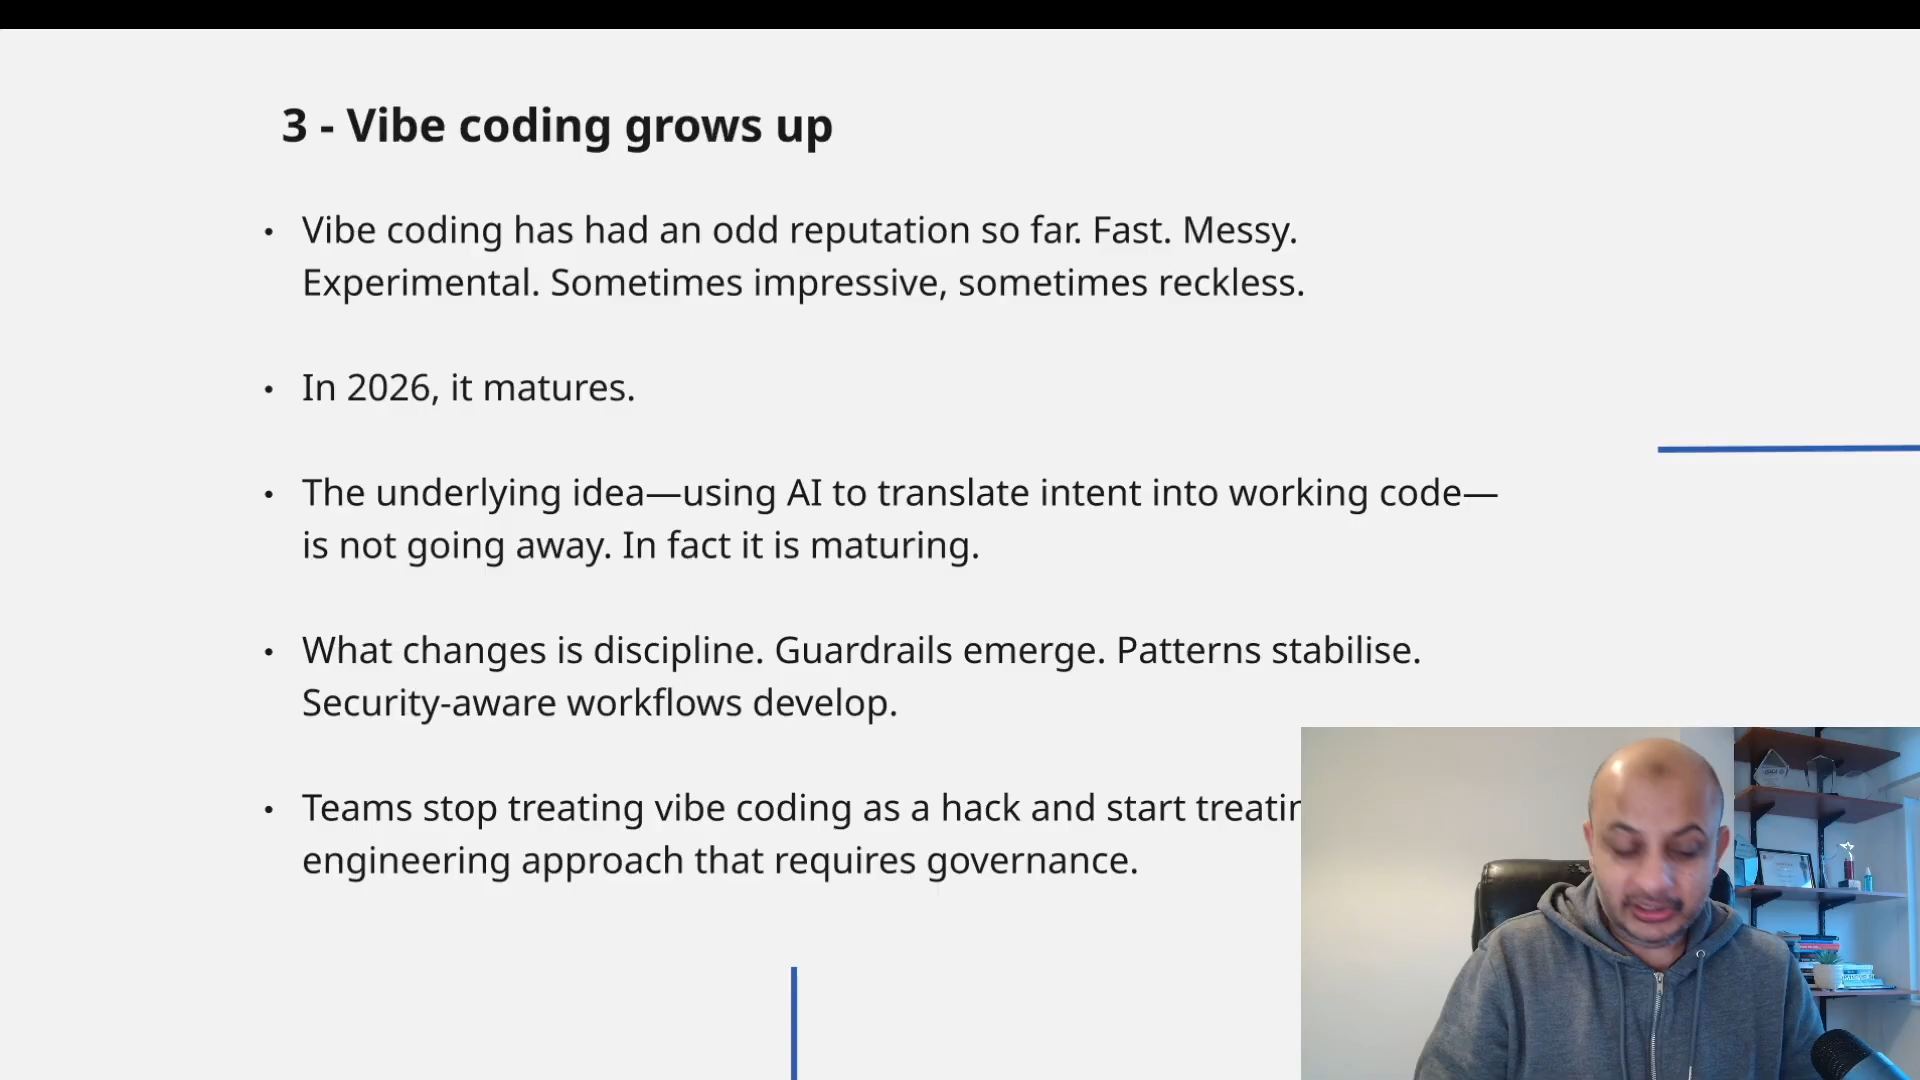 3 - Vibe coding grows up
• Vibe coding has had an odd reputation so far. Fast. Messy.
Experimental. Sometimes impressive, sometimes reckless.
• In 2026, it matures.
• The underlying idea—using AI to translate intent into working code—
is not going away. In fact it is maturing.
• What changes is discipline. Guardrails emerge. Patterns stabilise.
Security-aware workflows develop.
• Teams stop treating vibe coding as a hack and start
engineering approach that requires governance.